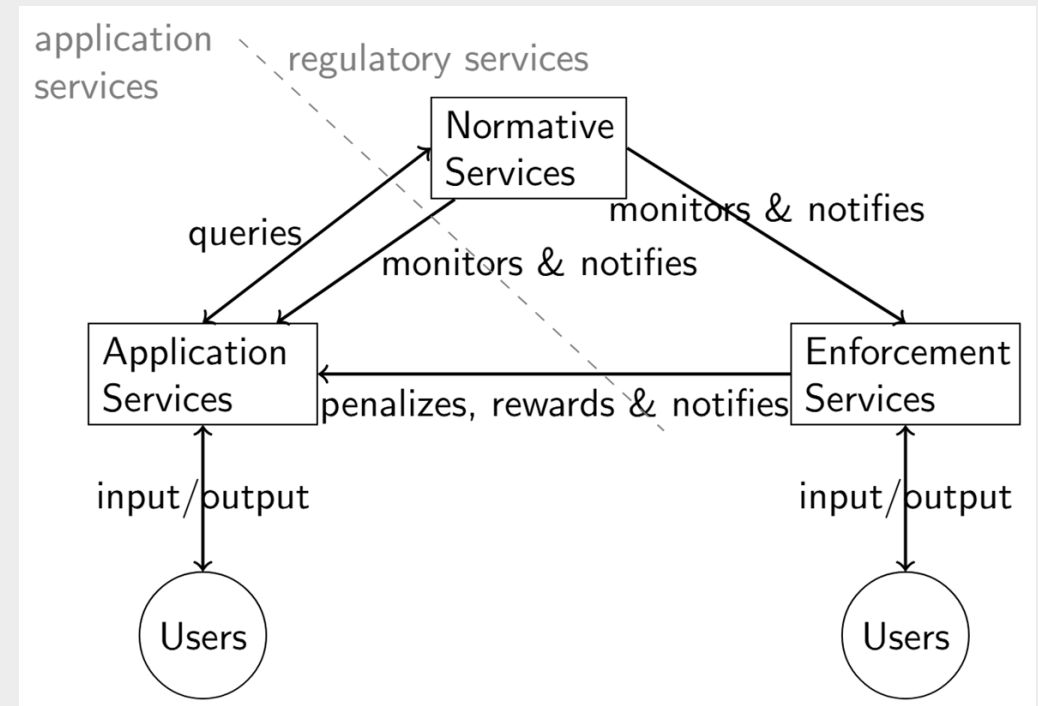 application
services
regulatory services
Normative
Services
monitors & notifies
queries
monitors & notifies
Application
Services
Enforcement
Services
penalizes, rewards & notifies
input/output
input/output
Users
Users